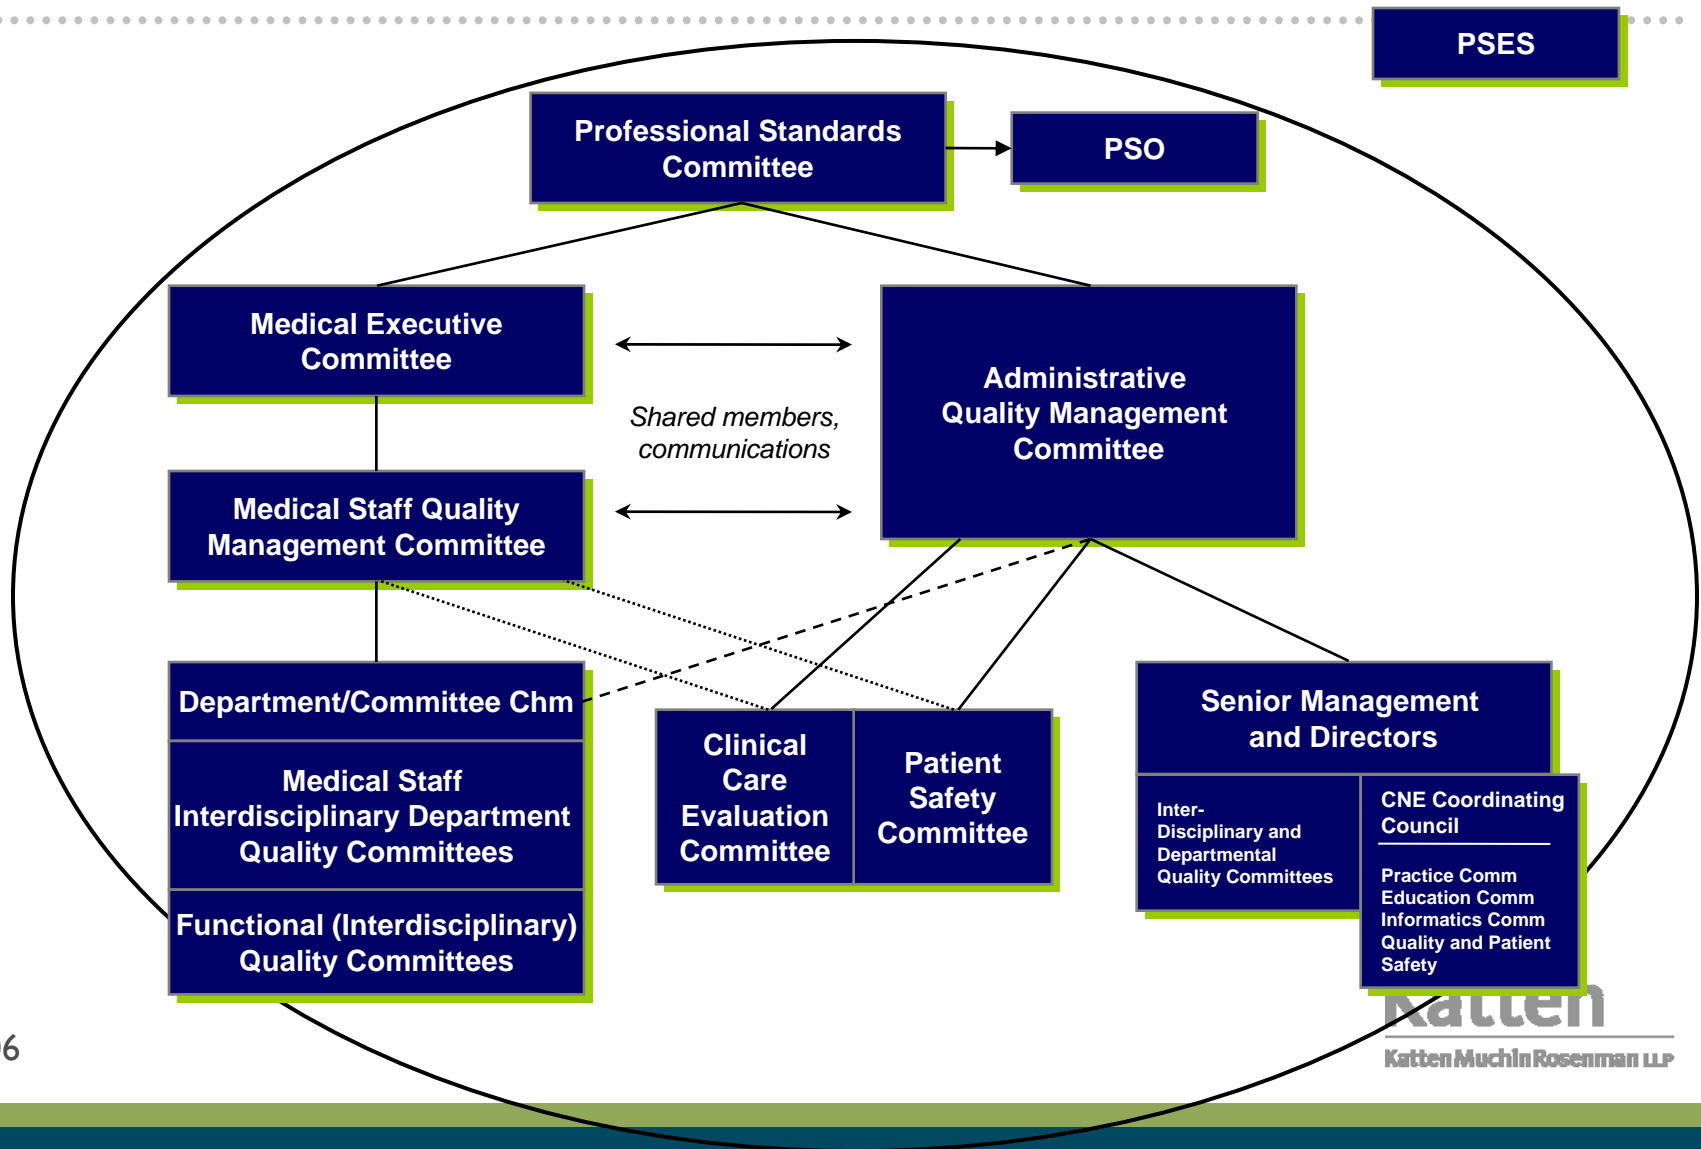 PSES
Professional Standards
Committee
PSO
Medical Executive
Committee
Administrative
Quality Management
Committee
Shared members,
communications
Medical Staff Quality
Management Committee
Department/Committee Chm
Medical Staff
Interdisciplinary Department
Quality Committees
Functional (Interdisciplinary)
Quality Committees
Clinical
Care
Evaluation
Committee
Patient
Safety
Committee
Senior Management
and Directors
Inter-
Disciplinary and
Departmental
Quality Committees
CNE Coordinating
Council
Practice Comm
Education Comm
Informatics Comm
Quality and Patient
Safety
Katten
Katten Muchin Rosenman LLP